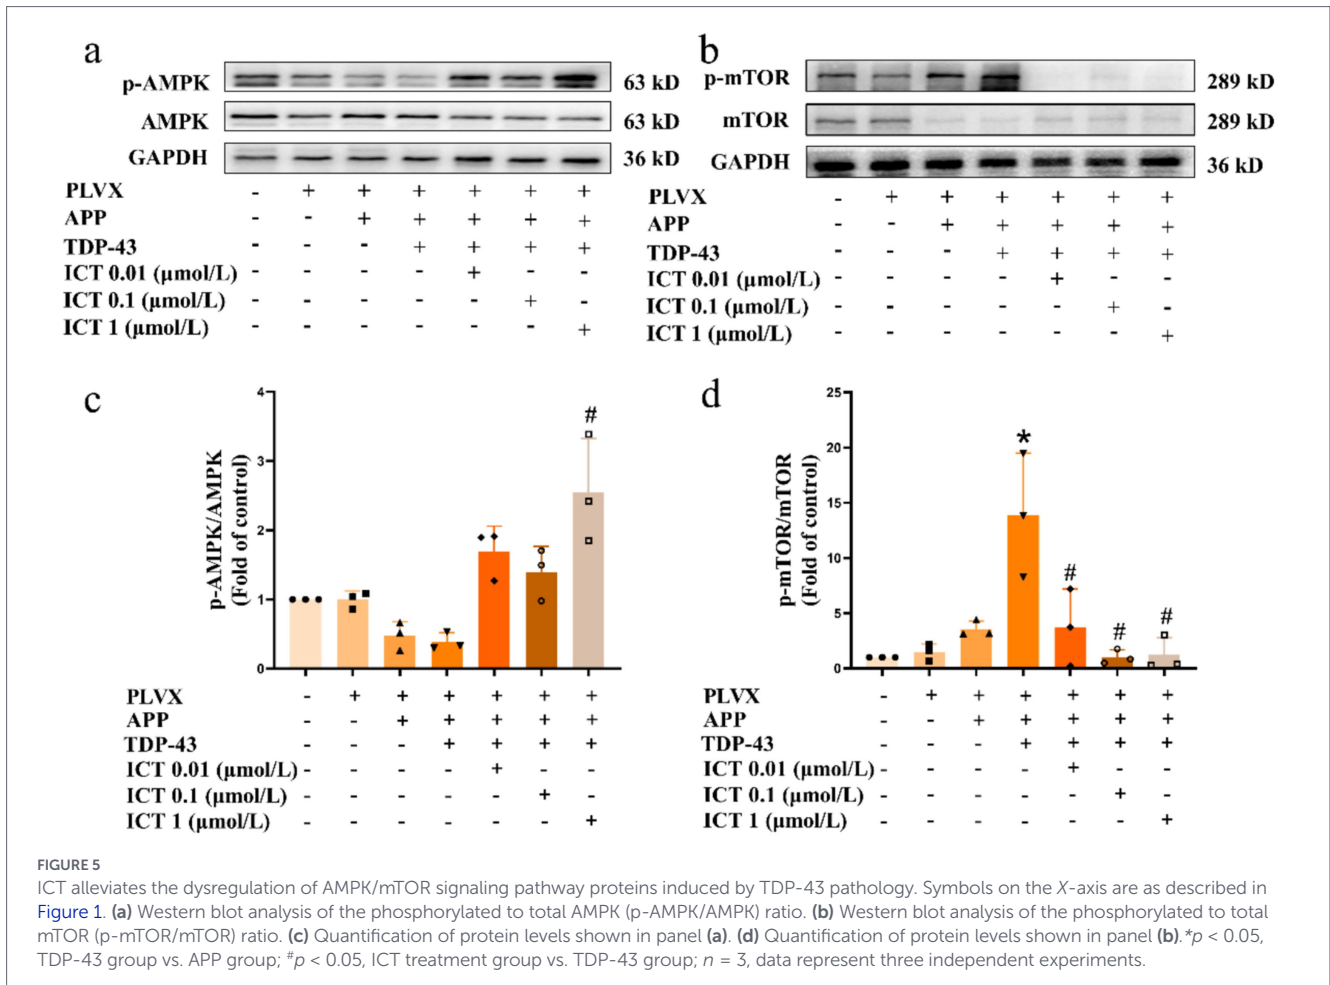 a
p-AMPK 63 kD
AMPK 63 kD
GAPDH 36 kD
PLVX - + + + + + +
APP - - + + + + +
TDP-43 - - - + + + +
ICT 0.01 (µmol/L) - - - - + - -
ICT 0.1 (µmol/L) - - - - - + -
ICT 1 (µmol/L) - - - - - - +
b
p-mTOR 289 kD
mTOR 289 kD
GAPDH 36 kD
PLVX - + + + + + +
APP - - + + + + +
TDP-43 - - - + + + +
ICT 0.01 (µmol/L) - - - - + - -
ICT 0.1 (µmol/L) - - - - - + -
ICT 1 (µmol/L) - - - - - - +
c
p-AMPK/AMPK
(Fold of control)
4
3
2
1
0
#
PLVX - + + + + + +
APP - - + + + + +
TDP-43 - - - + + + +
ICT 0.01 (µmol/L) - - - - + - -
ICT 0.1 (µmol/L) - - - - - + -
ICT 1 (µmol/L) - - - - - - +
d
p-mTOR/mTOR
(Fold of control)
25
20
15
10
5
0
*
# # #
PLVX - + + + + + +
APP - - + + + + +
TDP-43 - - - + + + +
ICT 0.01 (µmol/L) - - - - + - -
ICT 0.1 (µmol/L) - - - - - + -
ICT 1 (µmol/L) - - - - - - +
FIGURE 5
ICT alleviates the dysregulation of AMPK/mTOR signaling pathway proteins induced by TDP-43 pathology. Symbols on the X-axis are as described in
Figure 1. (a) Western blot analysis of the phosphorylated to total AMPK (p-AMPK/AMPK) ratio. (b) Western blot analysis of the phosphorylated to total
mTOR (p-mTOR/mTOR) ratio. (c) Quantification of protein levels shown in panel (a). (d) Quantification of protein levels shown in panel (b).*p < 0.05,
TDP-43 group vs. APP group; #p < 0.05, ICT treatment group vs. TDP-43 group; n = 3, data represent three independent experiments.